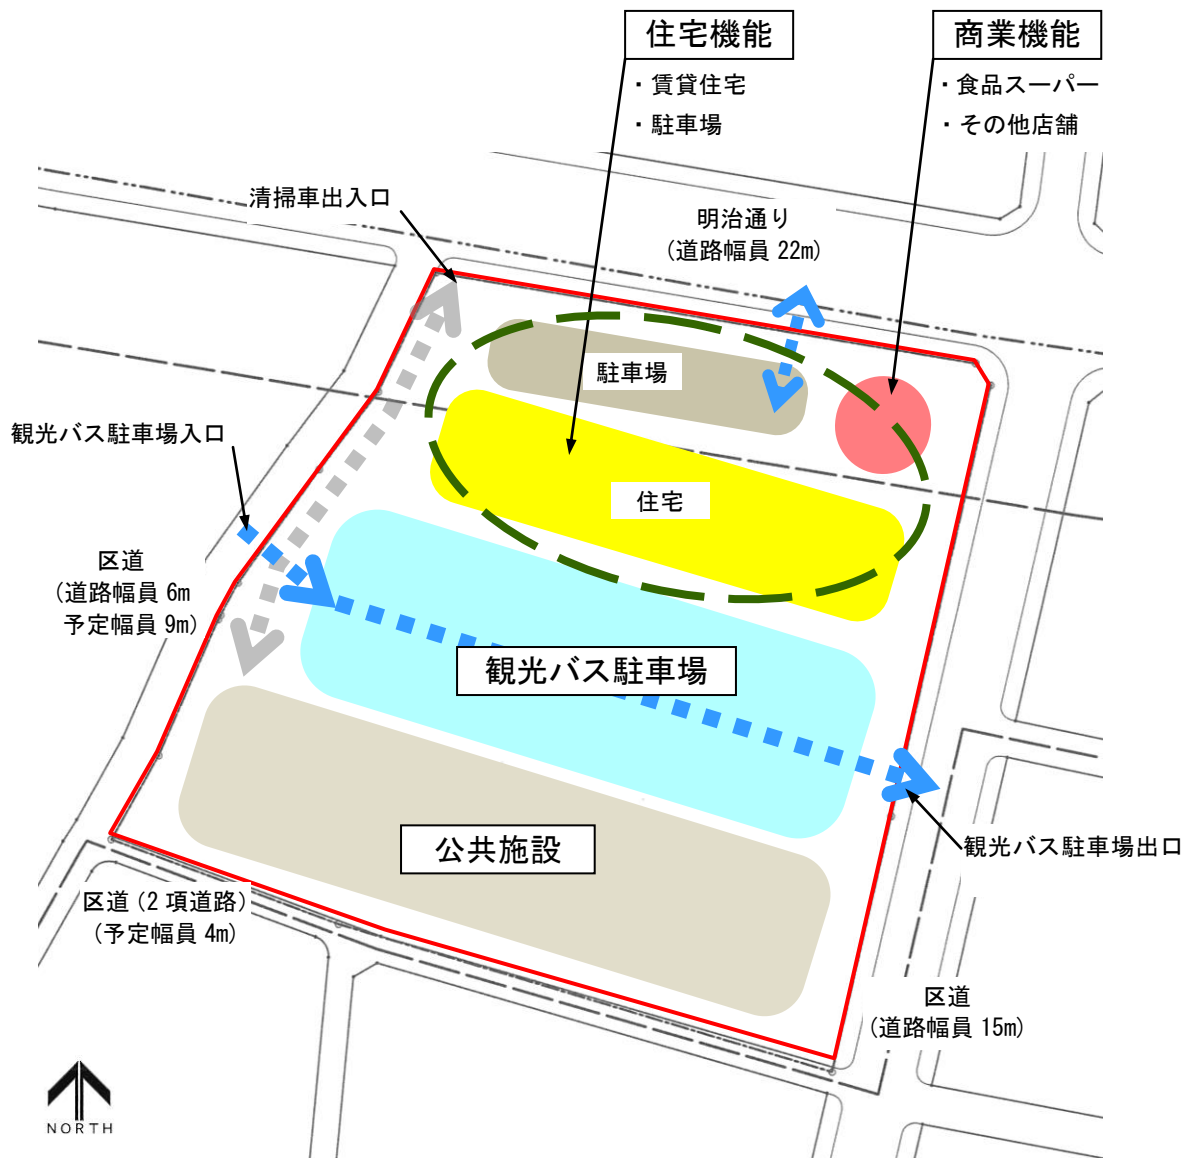 住宅機能
・賃貸住宅
・駐車場
商業機能
・食品スーパー
・その他店舗
清掃車出入口
明治通り
(道路幅員 22m)
駐車場
観光バス駐車場入口
住宅
区道
(道路幅員 6m
予定幅員 9m)
観光バス駐車場
公共施設
観光バス駐車場出口
区道(2項道路)
(予定幅員 4m)
区道
(道路幅員 15m)
NORTH